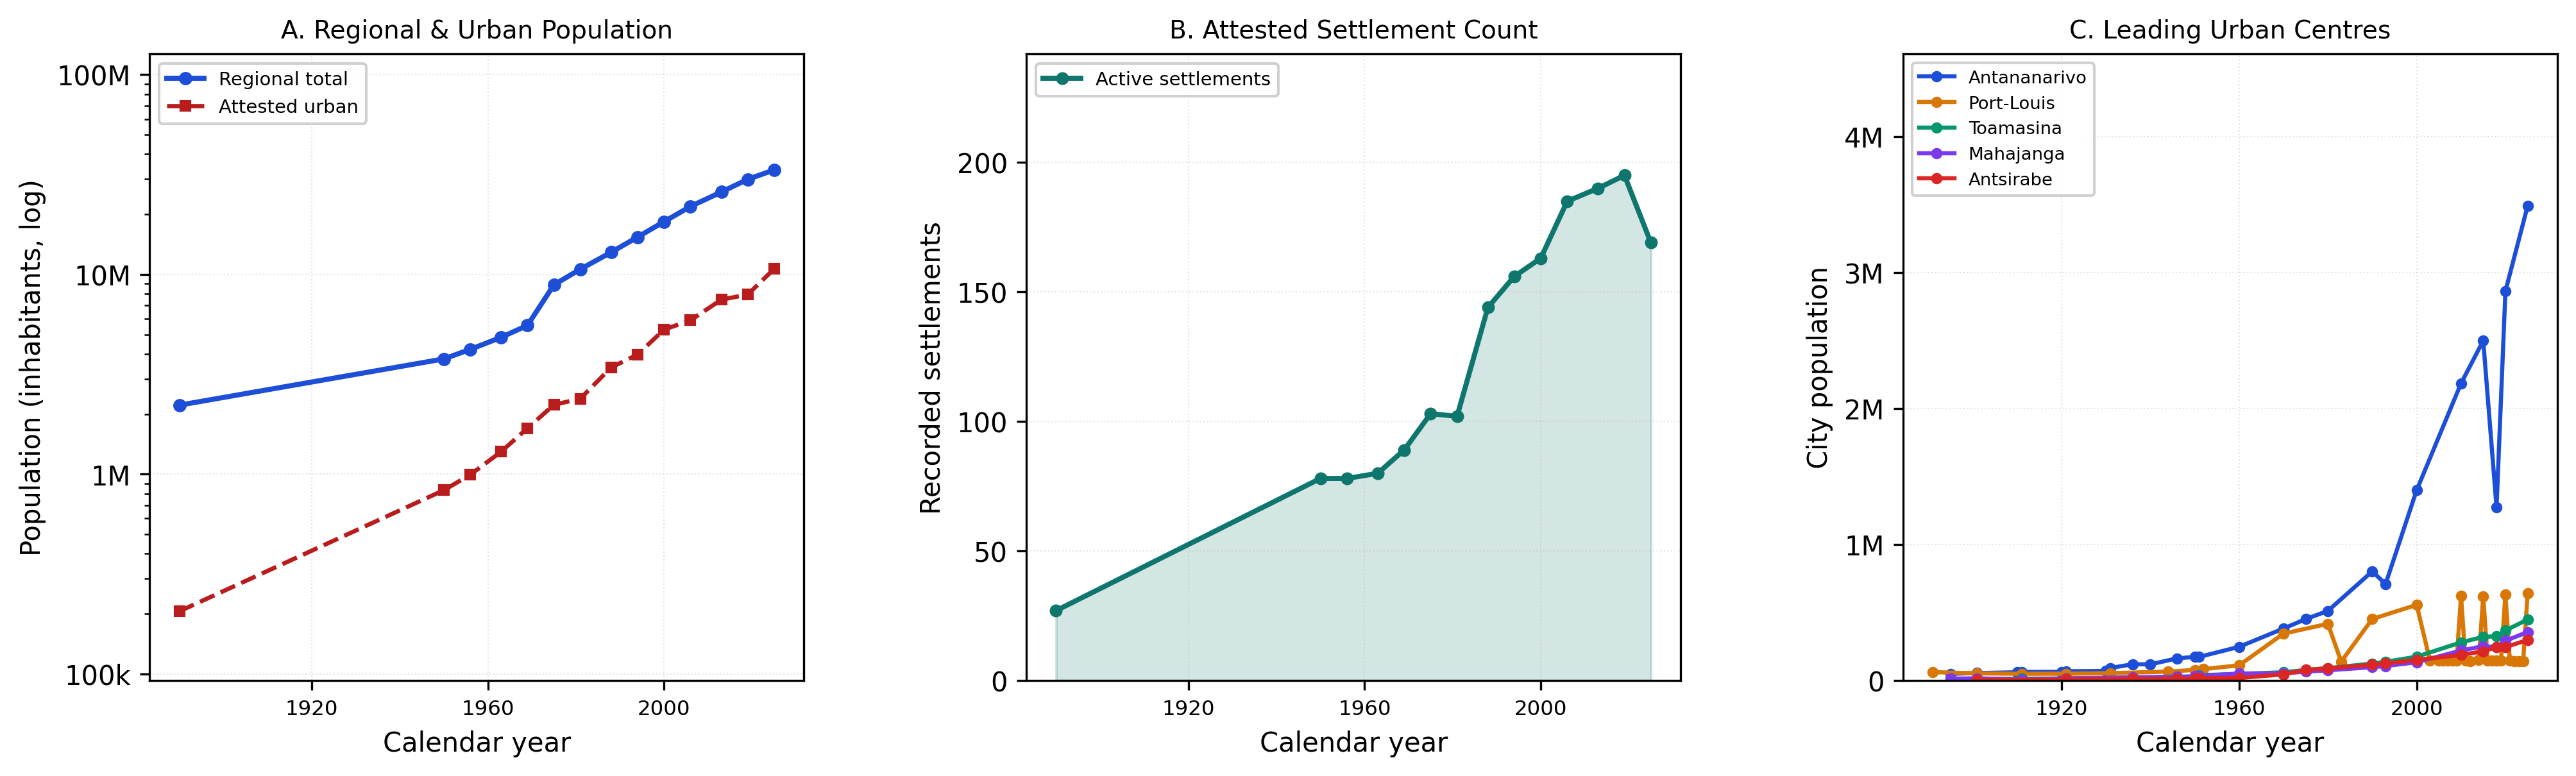 A. Regional & Urban Population
Population (inhabitants, log)
100M
10M
1M
100k
Regional total
Attested urban
1920
1960
2000
Calendar year
B. Attested Settlement Count
Recorded settlements
200
150
100
50
0
Active settlements
1920
1960
2000
Calendar year
C. Leading Urban Centres
City population
4M
3M
2M
1M
0
Antananarivo
Port-Louis
Toamasina
Mahajanga
Antsirabe
1920
1960
2000
Calendar year